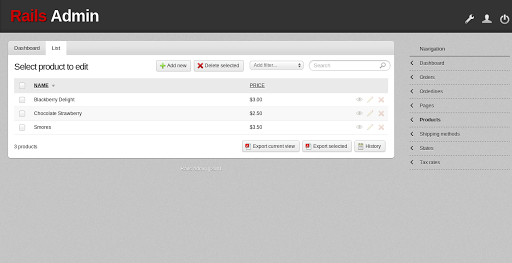 Rails Admin
Dashboard List
Select product to edit
Add new
Delete selected
Add filter...
Search
NAME
PRICE
Blackberry Delight
$3.00
Chocolate Strawberry
$2.50
Smores
$3.50
3 products
Export current view
Export selected
History
Navigation
Dashboard
Orders
Pages
Products
Shipping methods
States
Tax rates